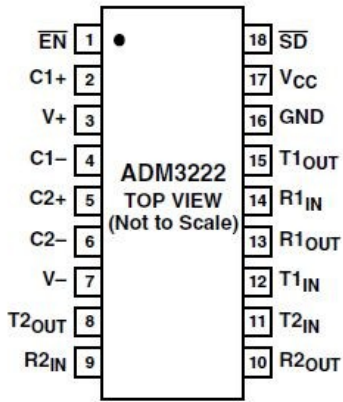 EN 1 18 SD
C1+ 2 17 VCC
V+ 3 16 GND
C1– 4 15 T1OUT
C2+ 5 14 R1IN
C2– 6 13 R1OUT
V– 7 12 T1IN
T2OUT 8 11 T2IN
R2IN 9 10 R2OUT
ADM3222
TOP VIEW
(Not to Scale)